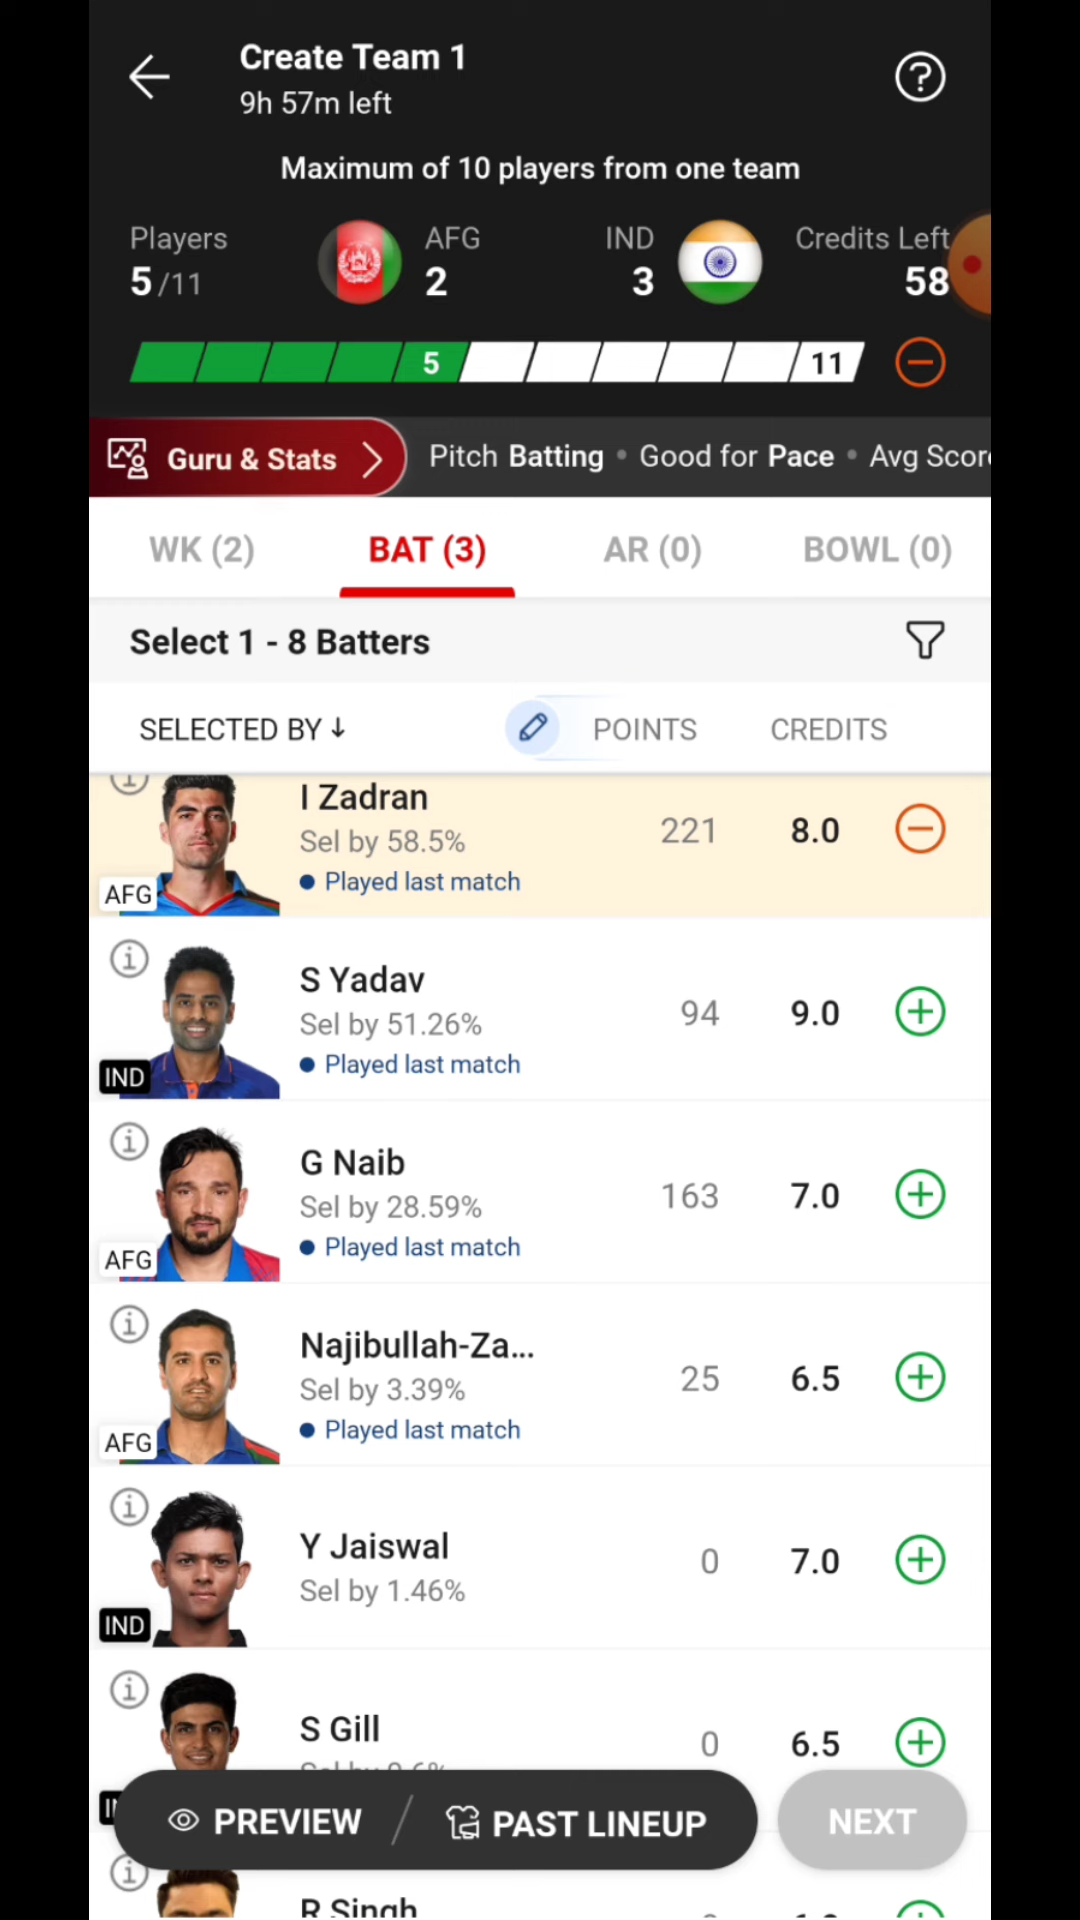 Create Team 1
9h 57m left
Maximum of 10 players from one team
Players
5/11
AFG
2
IND
3
Credits Left
58
5
11
Guru & Stats
Pitch Batting • Good for Pace • Avg Scor
WK (2)
BAT (3)
AR (0)
BOWL (0)
Select 1 - 8 Batters
SELECTED BY ↓
POINTS
CREDITS
I Zadran
Sel by 58.5%
Played last match
AFG
221
8.0
S Yadav
Sel by 51.26%
Played last match
IND
94
9.0
G Naib
Sel by 28.59%
Played last match
AFG
163
7.0
Najibullah-Za...
Sel by 3.39%
Played last match
AFG
25
6.5
Y Jaiswal
Sel by 1.46%
IND
0
7.0
S Gill
0
6.5
PREVIEW
PAST LINEUP
NEXT
R Singh